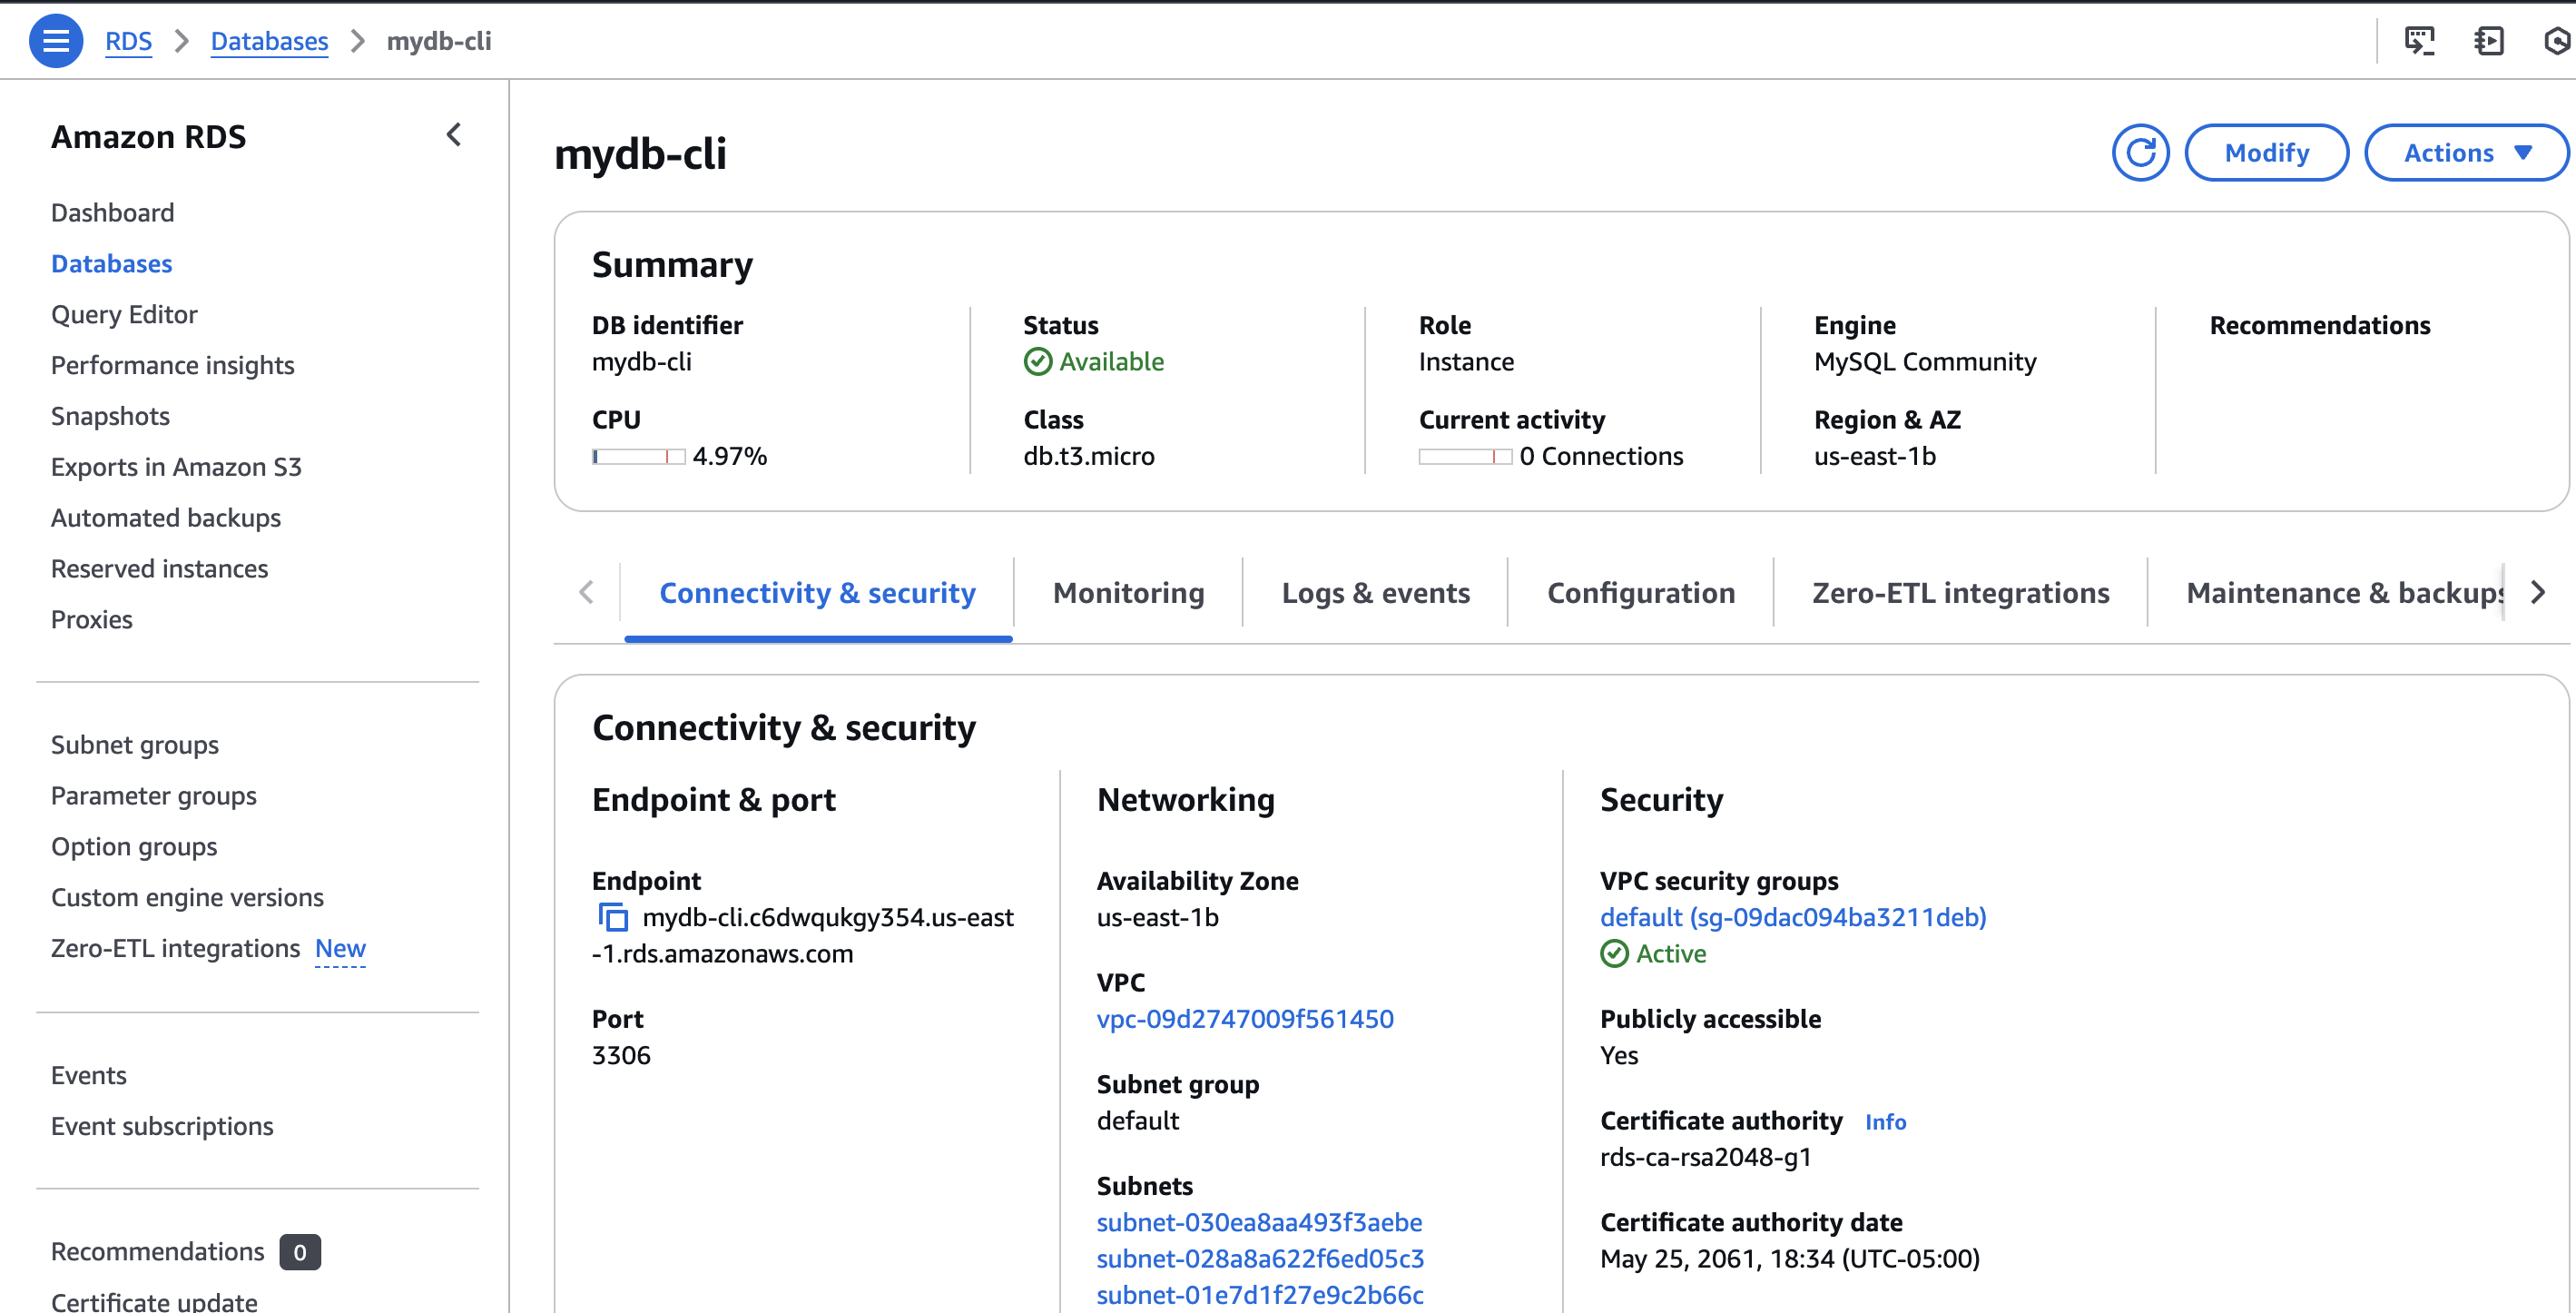 RDS > Databases > mydb-cli
Amazon RDS
Dashboard
Databases
Query Editor
Performance insights
Snapshots
Exports in Amazon S3
Automated backups
Reserved instances
Proxies
Subnet groups
Parameter groups
Option groups
Custom engine versions
Zero-ETL integrations New
Events
Event subscriptions
Recommendations 0
Certificate update
mydb-cli
Modify
Actions
Summary
DB identifier
mydb-cli
CPU
4.97%
Status
Available
Class
db.t3.micro
Role
Instance
Current activity
0 Connections
Engine
MySQL Community
Region & AZ
us-east-1b
Recommendations
Connectivity & security
Monitoring
Logs & events
Configuration
Zero-ETL integrations
Maintenance & backups
Connectivity & security
Endpoint & port
Endpoint
mydb-cli.c6dwqukgy354.us-east
-1.rds.amazonaws.com
Port
3306
Networking
Availability Zone
us-east-1b
VPC
vpc-09d2747009f561450
Subnet group
default
Subnets
subnet-030ea8aa493f3aebe
subnet-028a8a622f6ed05c3
subnet-01e7d1f27e9c2b66c
Security
VPC security groups
default (sg-09dac094ba3211deb)
Active
Publicly accessible
Yes
Certificate authority Info
rds-ca-rsa2048-g1
Certificate authority date
May 25, 2061, 18:34 (UTC-05:00)